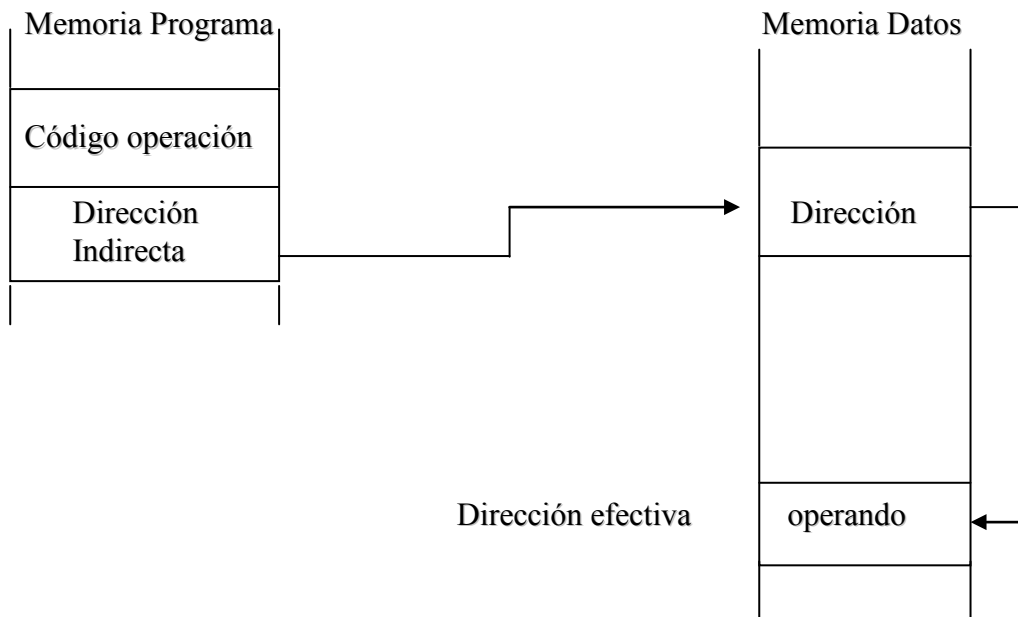 Memoria Programa
Memoria Datos
Código operación
Dirección
Indirecta
Dirección
Dirección efectiva
operando